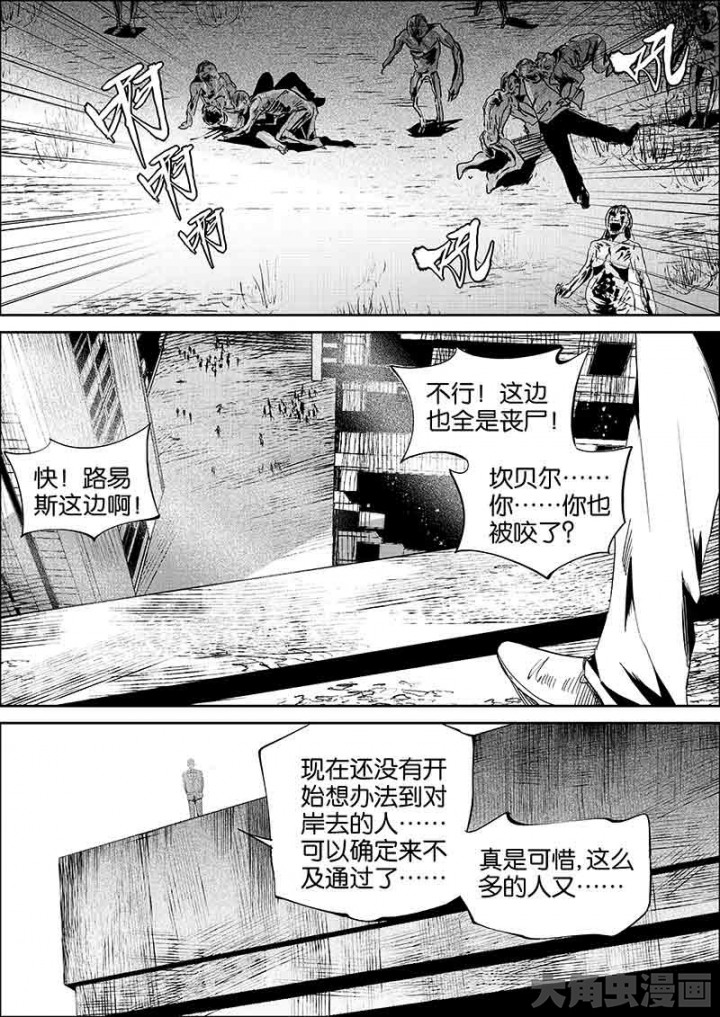 啊
啊
啊
吼
吼
快！路易
斯这边啊！
不行！这边
也全是丧尸！
坎贝尔……
你……你也
被咬了？
现在还没有开
始想办法到对
岸去的人……
可以确定来不
及通过了……
真是可惜，这么
多的人又……
大角虫漫画